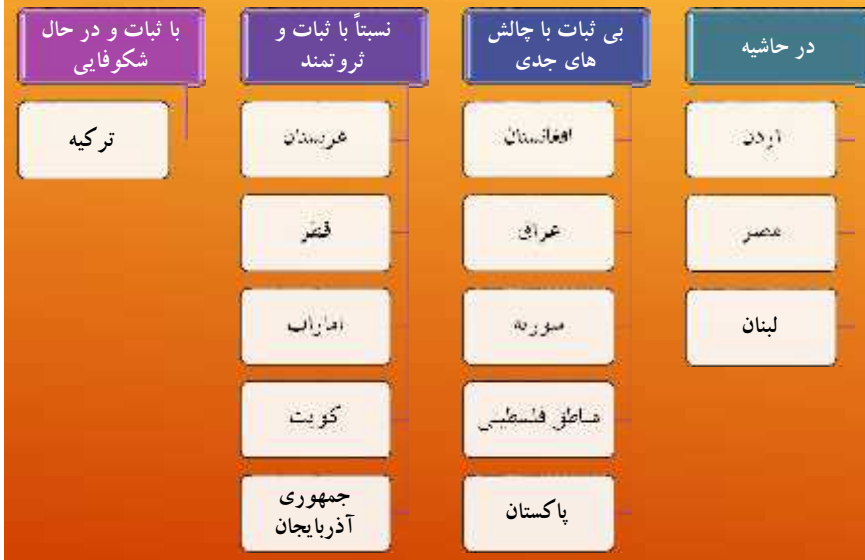 در حاشیه
اردن
مصر
لبنان
بی ثبات با چالش
های جدی
افغانستان
عراق
سوریه
مناطق فلسطینی
پاکستان
نسبتاً با ثبات و
ثروتمند
عربستان
قطر
امارات
کویت
جمهوری
آذربایجان
با ثبات و در حال
شکوفایی
ترکیه